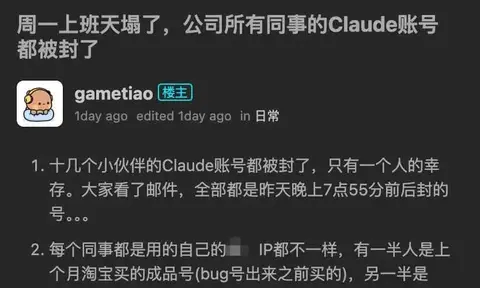 周一上班天塌了，公司所有同事的Claude账号
都被封了
gametiao 楼主
1day ago edited 1day ago in 日常
1. 十几个小伙伴的Claude账号都被封了，只有一个人的幸
存。大家看了邮件，全部都是昨天晚上7点55分前后封的
号。。。
2. 每个同事都是用的自己的 IP都不一样，有一半人是上
个月淘宝买的成品号(bug号出来之前买的)，另一半是